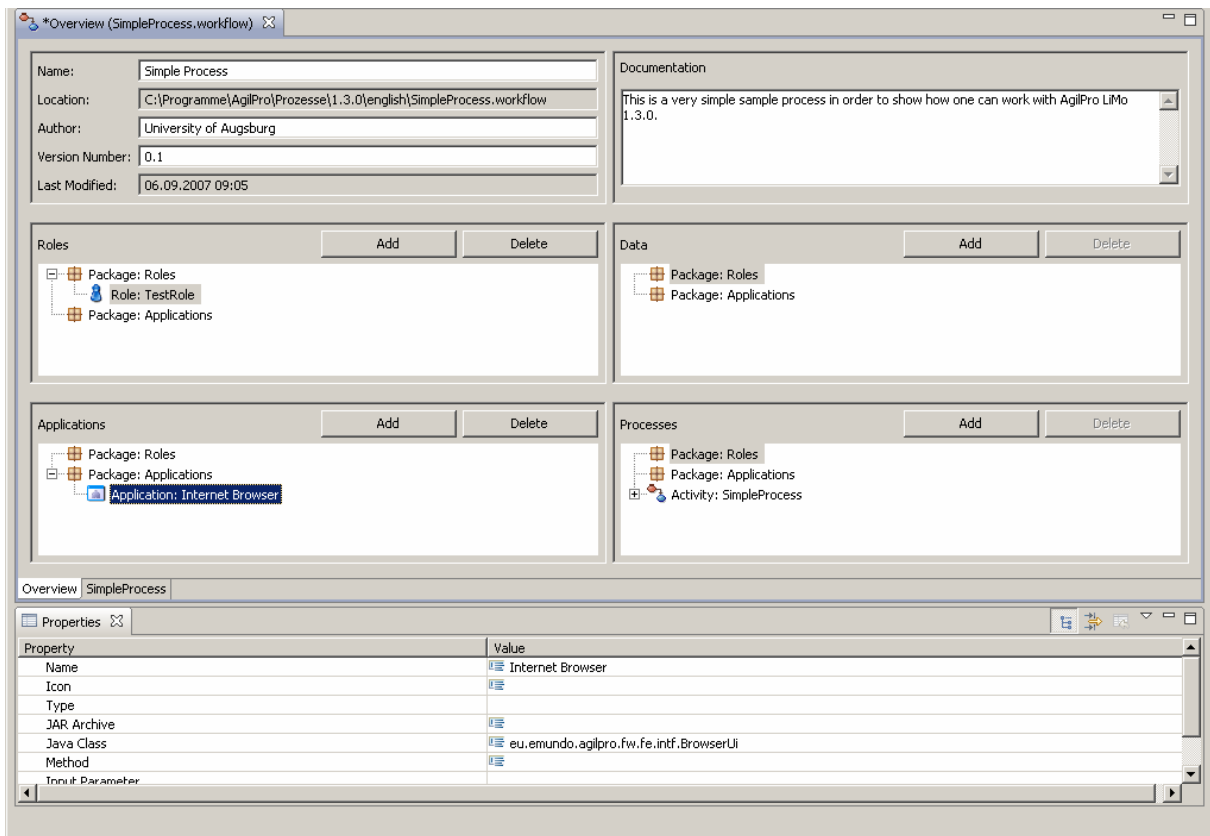 *Overview (SimpleProcess.workflow)
Name: Simple Process
Location: C:\Programme\AgilPro\Prozesse\1.3.0\english\SimpleProcess.workflow
Author: University of Augsburg
Version Number: 0.1
Last Modified: 06.09.2007 09:05
Documentation
This is a very simple sample process in order to show how one can work with AgilPro LiMo
1.3.0.
Roles Add Delete
Package: Roles
Role: TestRole
Package: Applications
Data Add Delete
Package: Roles
Package: Applications
Applications Add Delete
Package: Roles
Package: Applications
Application: Internet Browser
Processes Add Delete
Package: Roles
Package: Applications
Activity: SimpleProcess
Overview SimpleProcess
Properties
Property Value
Name Internet Browser
Icon
Type
JAR Archive
Java Class eu.emundo.agilpro.fw.fe.intf.BrowserUi
Method
Input Parameter